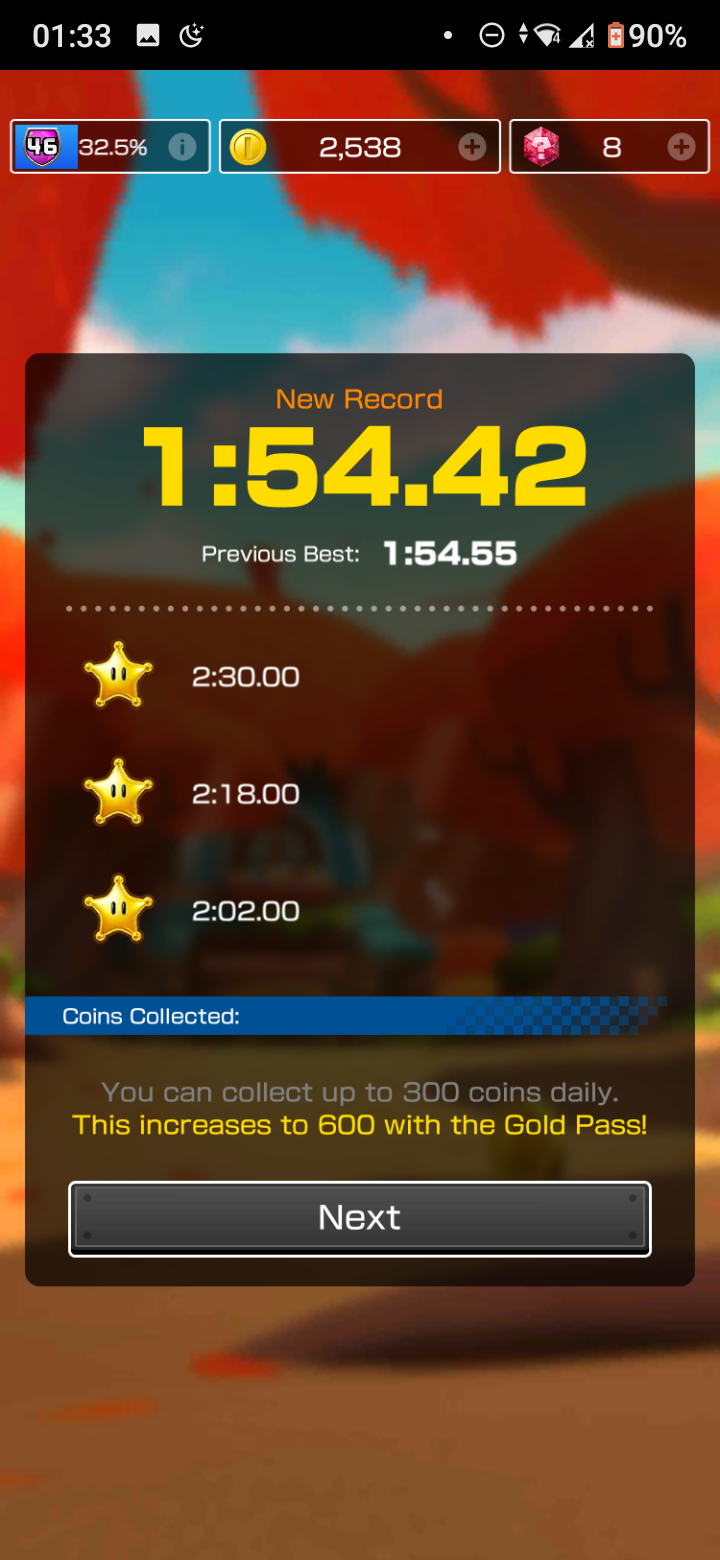 01:33
90%
46 32.5% i 2,538 8
New Record
1:54.42
Previous Best: 1:54.55
2:30.00
2:18.00
2:02.00
Coins Collected:
You can collect up to 300 coins daily.
This increases to 600 with the Gold Pass!
Next